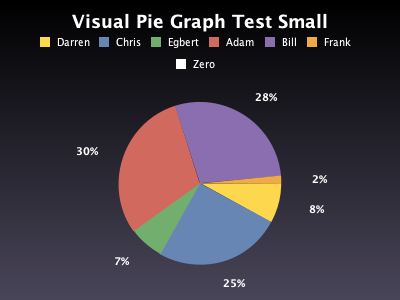 Visual Pie Graph Test Small
Darren Chris Egbert Adam Bill Frank
Zero
28%
30%
2%
8%
7%
25%